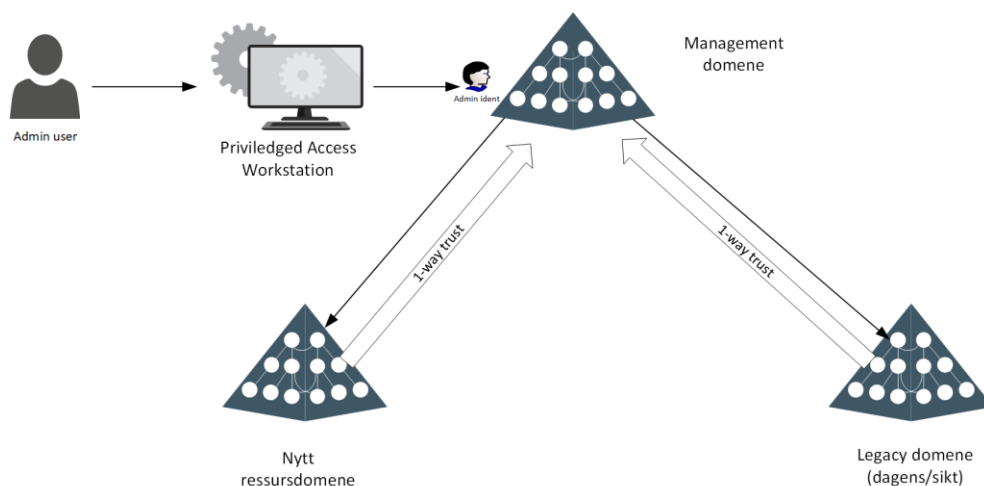 Admin user
Priviledged Access
Workstation
Admin ident
Management
domene
1-way trust
1-way trust
Nytt
ressursdomene
Legacy domene
(dagens/sikt)